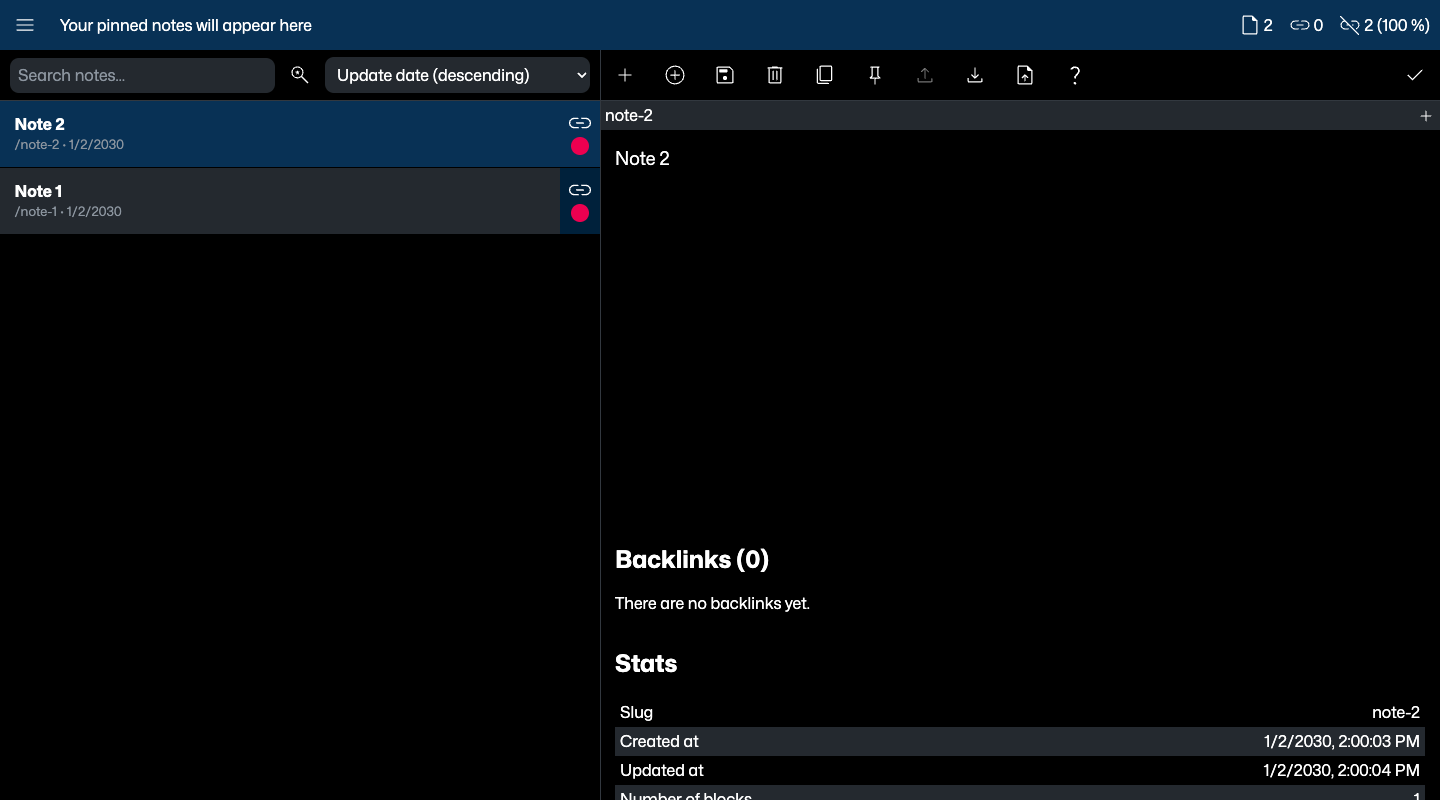 Your pinned notes will appear here
2
0
2 (100 %)
Search notes...
Update date (descending)
Note 2
/note-2 · 1/2/2030
Note 1
/note-1 · 1/2/2030
note-2
Note 2
Backlinks (0)
There are no backlinks yet.
Stats
Slug note-2
Created at 1/2/2030, 2:00:03 PM
Updated at 1/2/2030, 2:00:04 PM
Number of blocks 1